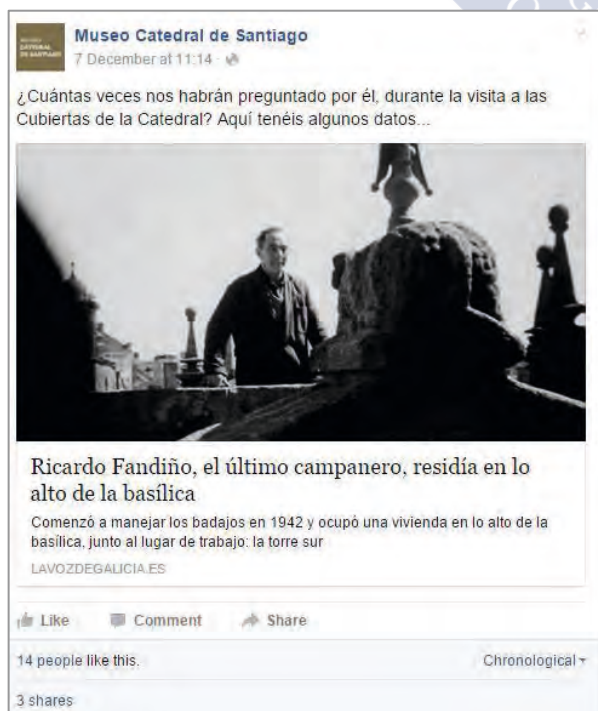 Museo Catedral de Santiago
7 December at 11:14
¿Cuántas veces nos habrán preguntado por él, durante la visita a las
Cubiertas de la Catedral? Aquí tenéis algunos datos...
Ricardo Fandiño, el último campanero, residía en lo
alto de la basílica
Comenzó a manejar los badajos en 1942 y ocupó una vivienda en lo alto de la
basílica, junto al lugar de trabajo: la torre sur
LAVOZDEGALICIA.ES
Like Comment Share
14 people like this. Chronological
3 shares